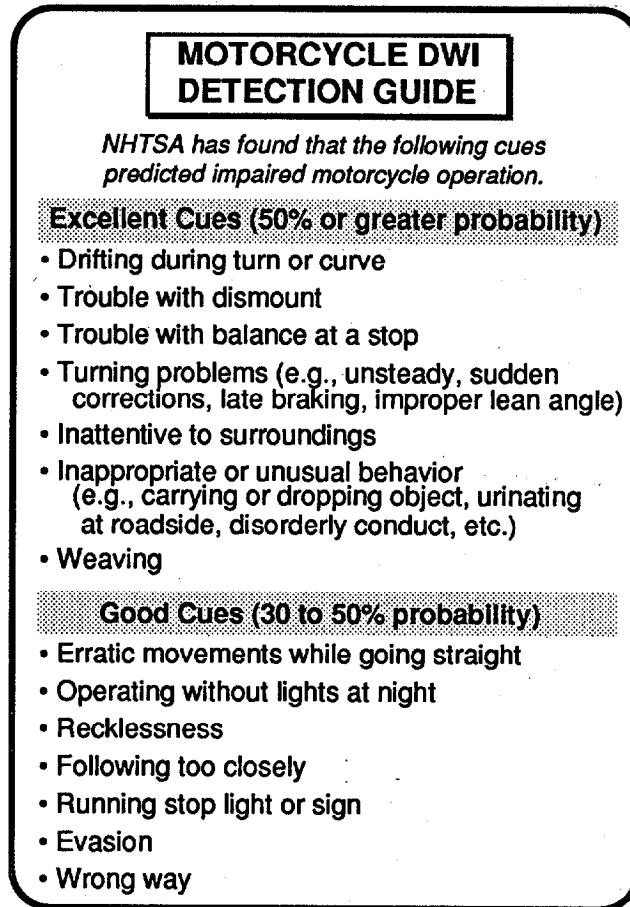 MOTORCYCLE DWI
DETECTION GUIDE
NHTSA has found that the following cues
predicted impaired motorcycle operation.
Excellent Cues (50% or greater probability)
• Drifting during turn or curve
• Trouble with dismount
• Trouble with balance at a stop
• Turning problems (e.g., unsteady, sudden
corrections, late braking, improper lean angle)
• Inattentive to surroundings
• Inappropriate or unusual behavior
(e.g., carrying or dropping object, urinating
at roadside, disorderly conduct, etc.)
• Weaving
Good Cues (30 to 50% probability)
• Erratic movements while going straight
• Operating without lights at night
• Recklessness
• Following too closely
• Running stop light or sign
• Evasion
• Wrong way